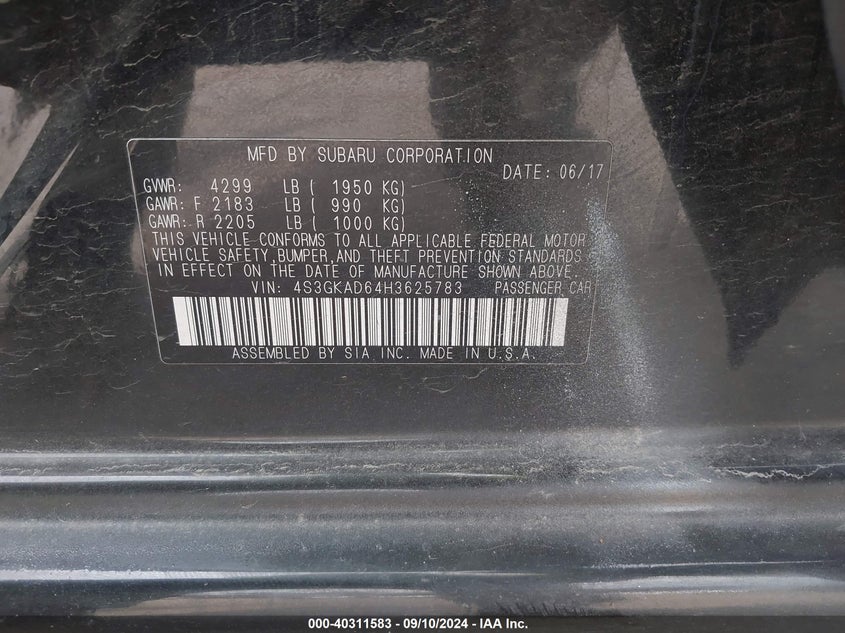 MFD BY SUBARU CORPORATION
DATE: 06/17
GVWR: 4299 LB ( 1950 KG)
GAWR: F 2183 LB ( 990 KG)
GAWR: R 2205 LB ( 1000 KG)
THIS VEHICLE CONFORMS TO ALL APPLICABLE FEDERAL MOTOR
VEHICLE SAFETY, BUMPER, AND THEFT PREVENTION STANDARDS
IN EFFECT ON THE DATE OF MANUFACTURE SHOWN ABOVE.
VIN: 4S3GKAD64H3625783 PASSENGER CAR
ASSEMBLED BY SIA, INC. MADE IN U.S.A.
000-40311583 - 09/10/2024 - IAA Inc.